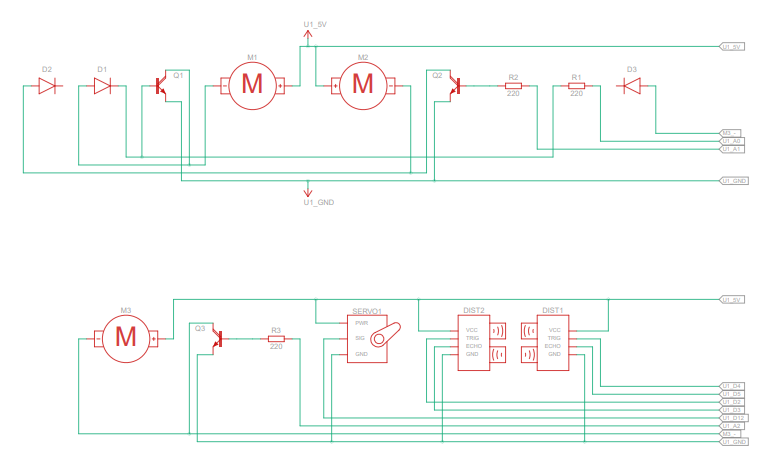 U1_5V
U1_5V
D2
D1
Q1
M1
M
M2
M
Q2
R2
220
R1
220
D3
M3_-
U1_A0
U1_A1
U1_GND
U1_GND
U1_5V
M3
M
Q3
R3
220
SERVO1
PWR
SIG
GND
DIST2
VCC
TRIG
ECHO
GND
DIST1
VCC
TRIG
ECHO
GND
U1_D4
U1_D5
U1_D2
U1_D3
U1_D12
U1_A2
M3_-
U1_GND